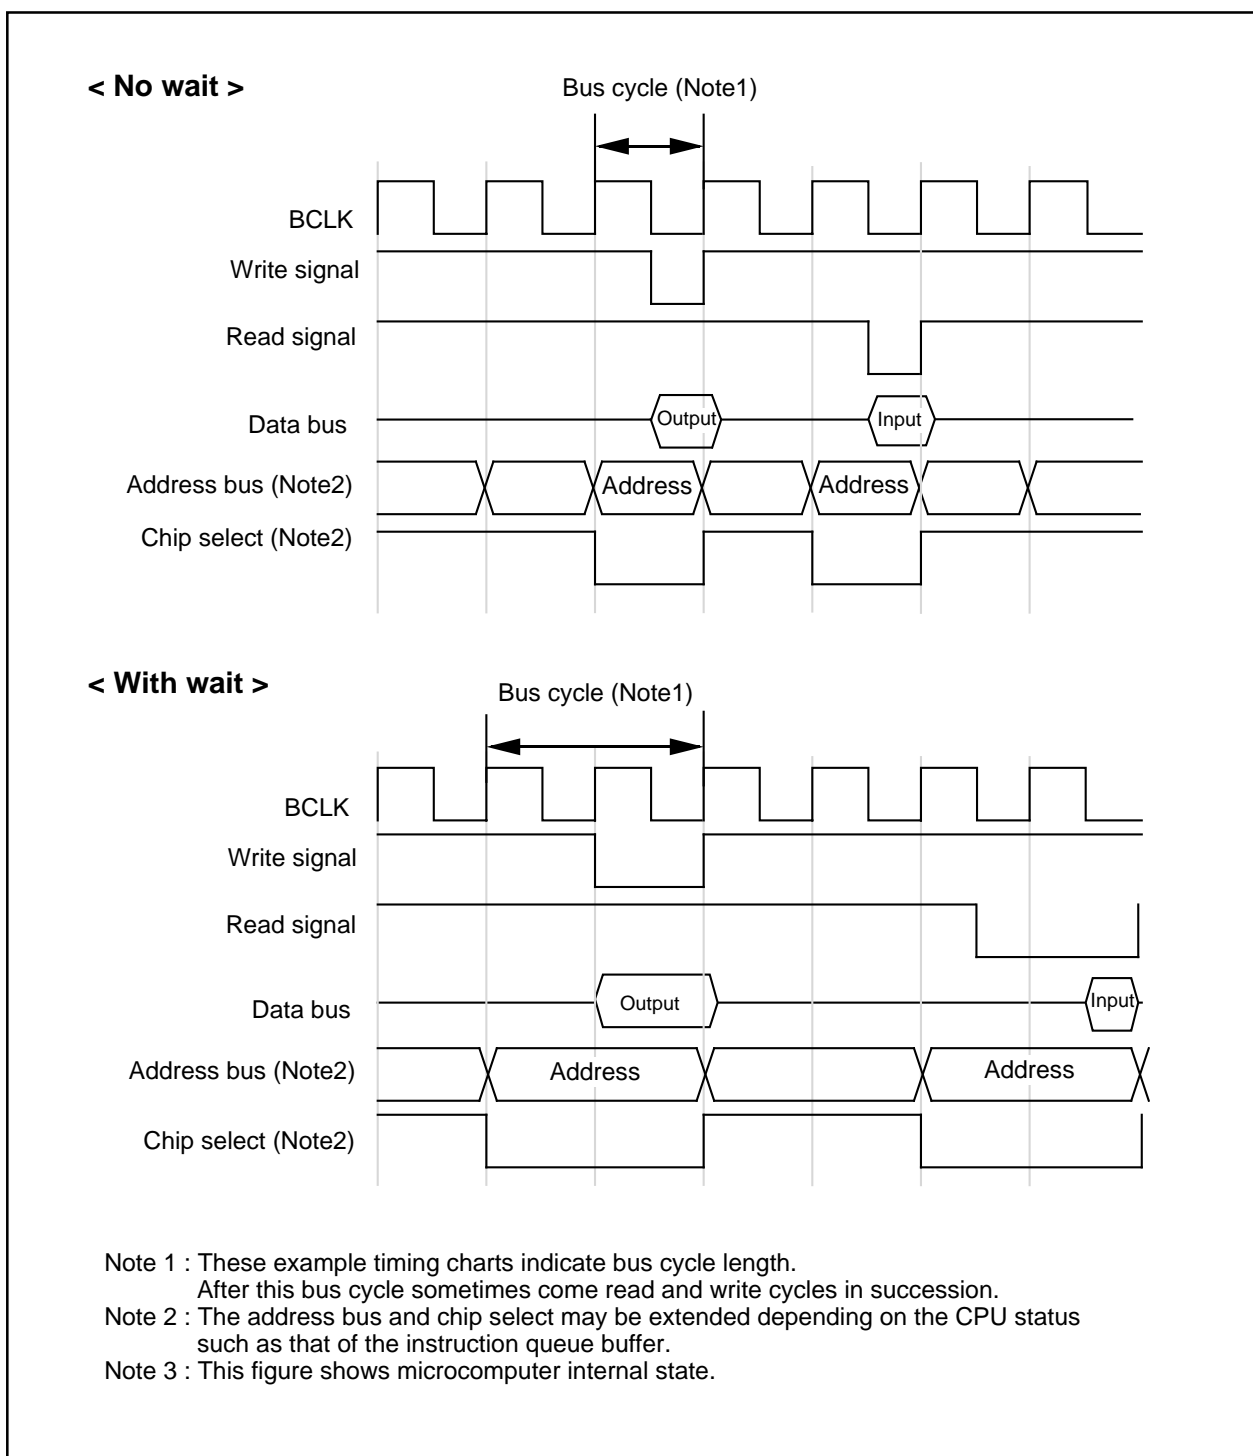 < No wait >
Bus cycle (Note1)
BCLK
Write signal
Read signal
Data bus
Output
Input
Address bus (Note2)
Address
Address
Chip select (Note2)
< With wait >
Bus cycle (Note1)
BCLK
Write signal
Read signal
Data bus
Output
Input
Address bus (Note2)
Address
Address
Chip select (Note2)
Note 1 : These example timing charts indicate bus cycle length.
After this bus cycle sometimes come read and write cycles in succession.
Note 2 : The address bus and chip select may be extended depending on the CPU status
such as that of the instruction queue buffer.
Note 3 : This figure shows microcomputer internal state.